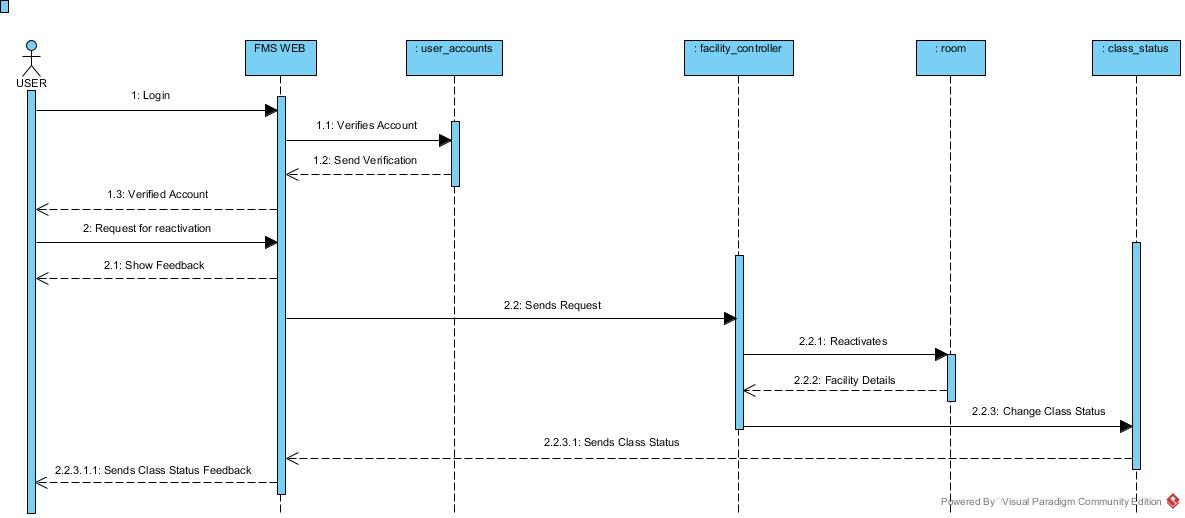 FMS WEB
: user_accounts
: facility_controller
: room
: class_status
USER
1: Login
1.1: Verifies Account
1.2: Send Verification
1.3: Verified Account
2: Request for reactivation
2.1: Show Feedback
2.2: Sends Request
2.2.1: Reactivates
2.2.2: Facility Details
2.2.3: Change Class Status
2.2.3.1: Sends Class Status
2.2.3.1.1: Sends Class Status Feedback
Powered By Visual Paradigm Community Edition